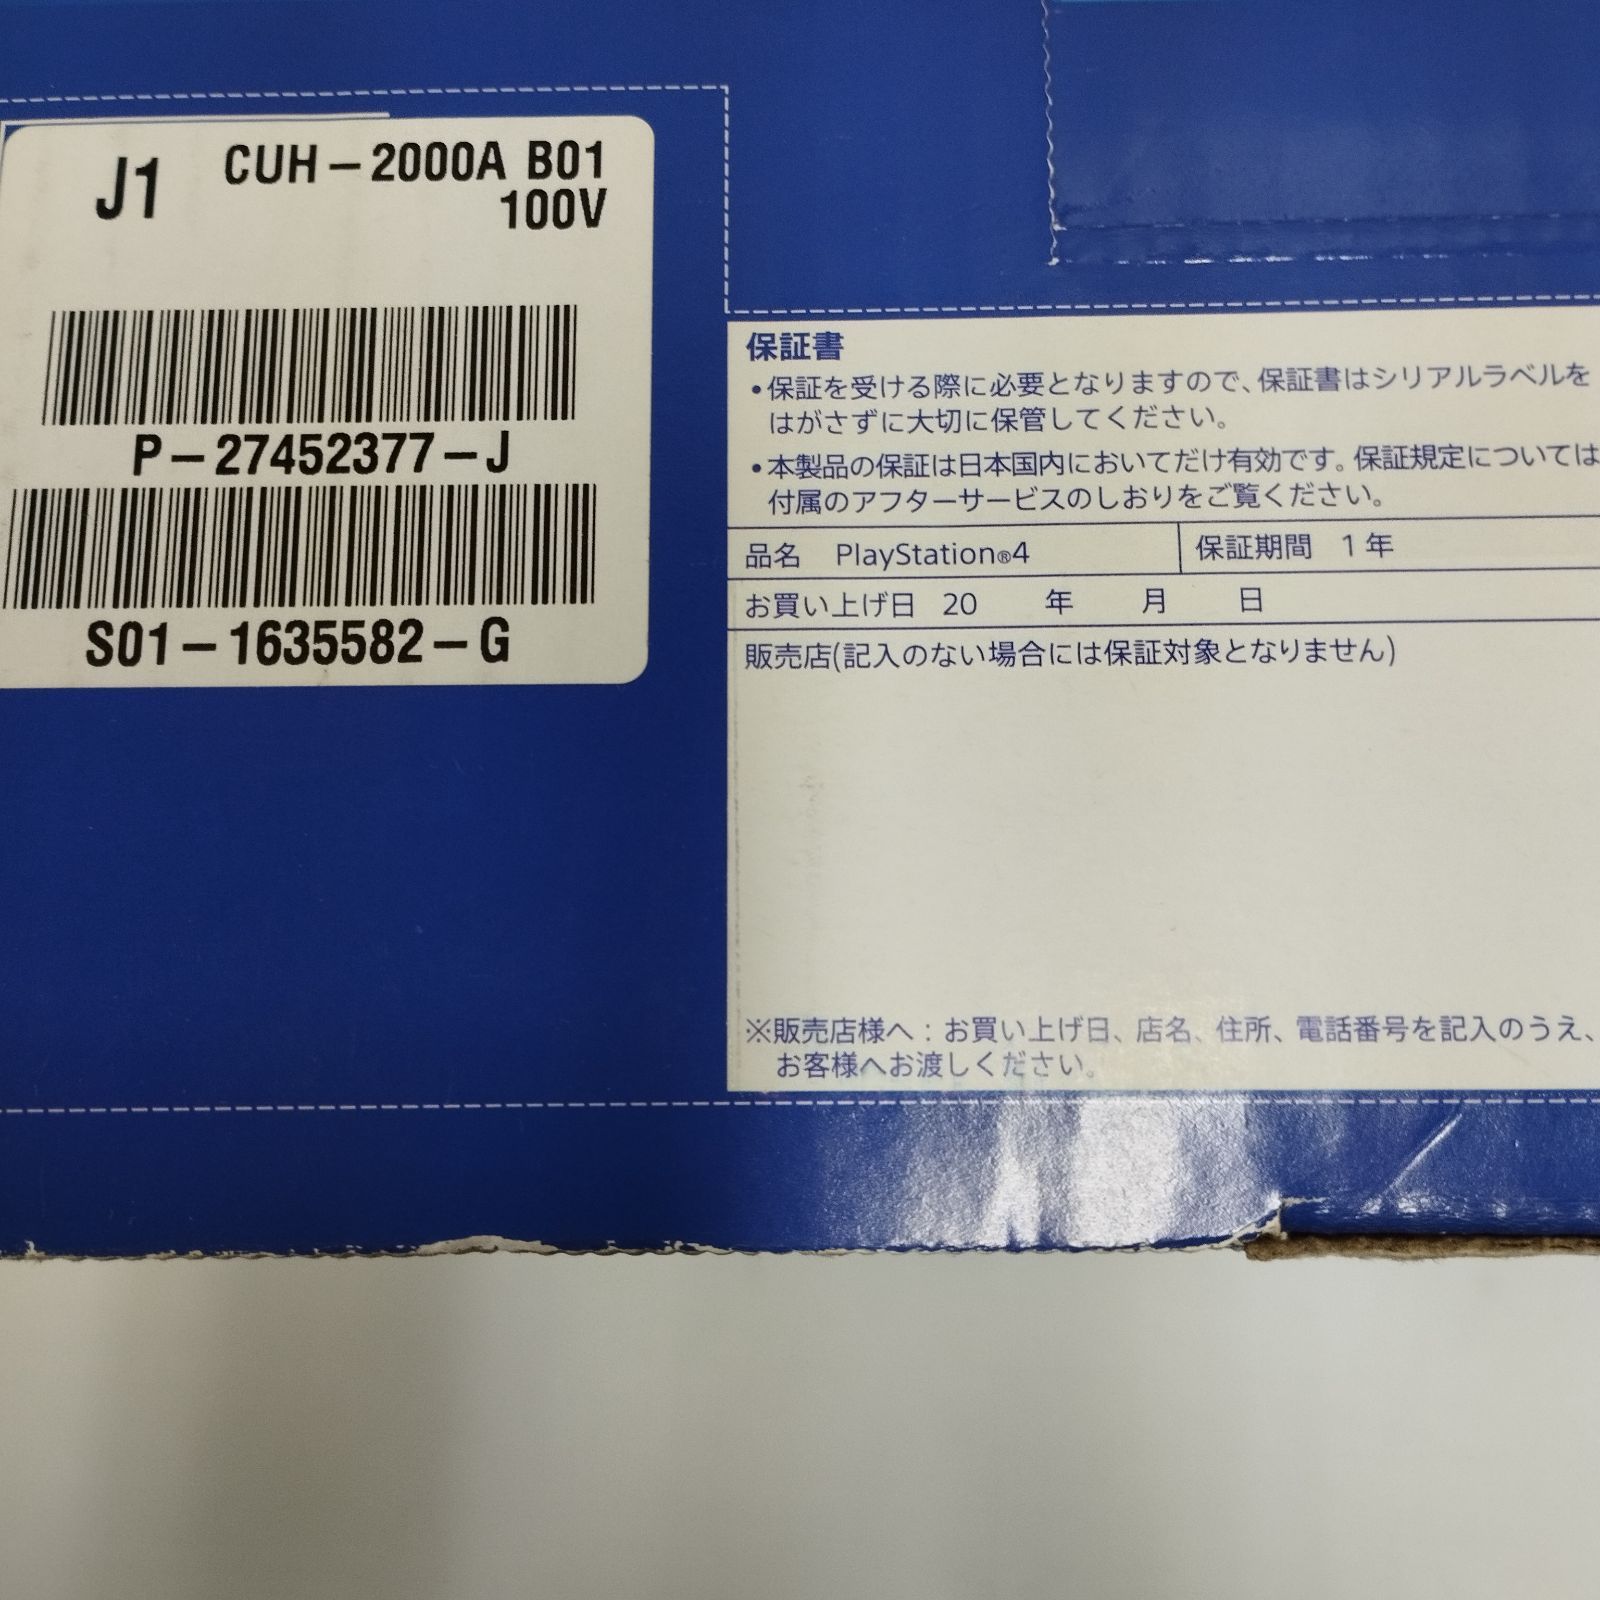 J1 CUH-2000A B01
100V
P-27452377-J
S01-1635582-G
保証書
•保証を受ける際に必要となりますので、保証書はシリアルラベルを
はがさずに大切に保管してください。
•本製品の保証は日本国内においてだけ有効です。保証規定については
付属のアフターサービスのしおりをご覧ください。
品名 PlayStation®4 保証期間 1年
お買い上げ日 20 年 月 日
販売店(記入のない場合には保証対象となりません)
※販売店様へ：お買い上げ日、店名、住所、電話番号を記入のうえ、
お客様へお渡しください。